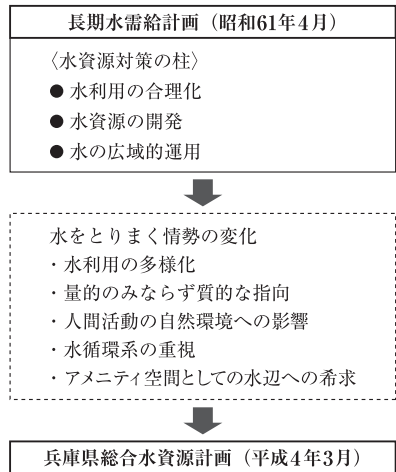 長期水需給計画（昭和61年4月）
〈水資源対策の柱〉
● 水利用の合理化
● 水資源の開発
● 水の広域的運用
水をとりまく情勢の変化
・水利用の多様化
・量的のみならず質的な指向
・人間活動の自然環境への影響
・水循環系の重視
・アメニティ空間としての水辺への希求
兵庫県総合水資源計画（平成4年3月）